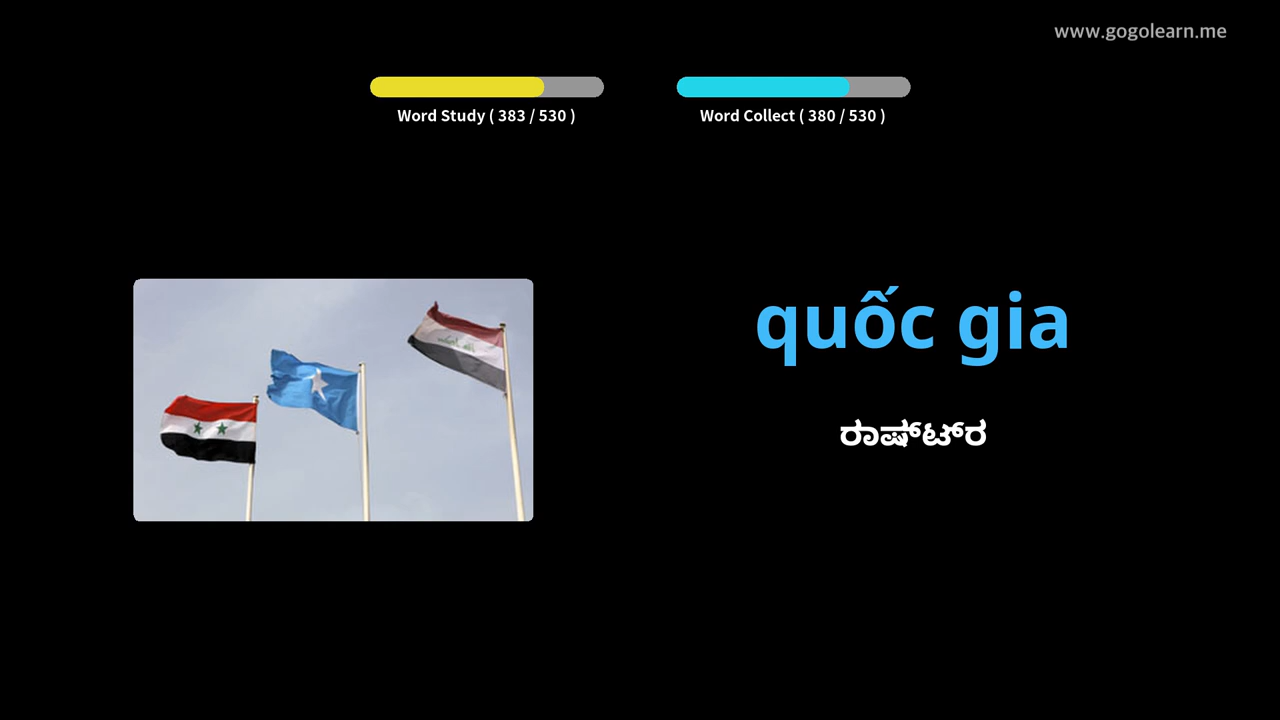 www.gogolearn.me
Word Study ( 383 / 530 )
Word Collect ( 380 / 530 )
quốc gia
ರಾಷ್ಟ್ರ